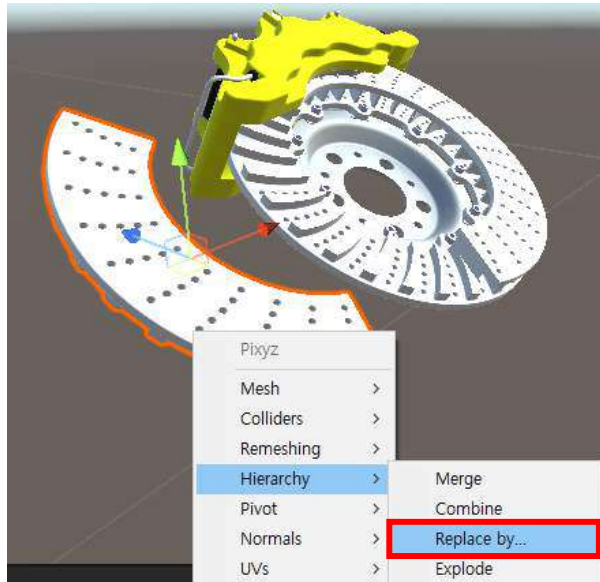 Pixyz
Mesh
Colliders
Remeshing
Hierarchy
Pivot
Normals
UVs
Merge
Combine
Replace by...
Explode